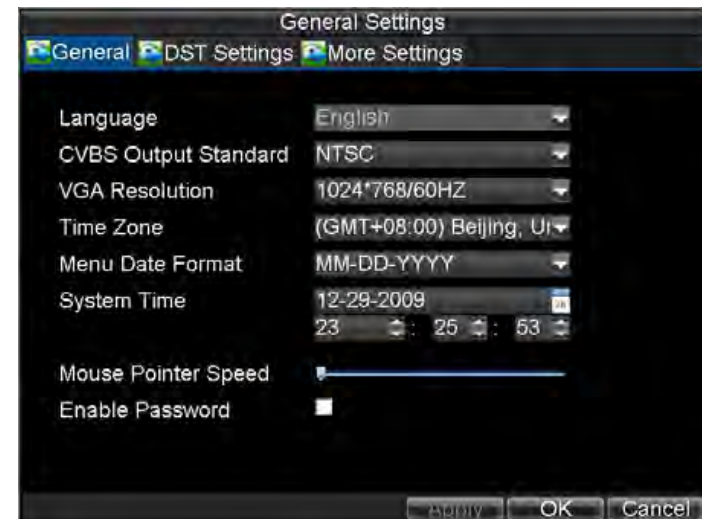 General Settings
General DST Settings More Settings
Language English
CVBS Output Standard NTSC
VGA Resolution 1024*768/60HZ
Time Zone (GMT+08:00) Beijing,
Menu Date Format MM-DD-YYYY
System Time 12-29-2009
23 : 25 : 53
Mouse Pointer Speed
Enable Password
Apply OK Cancel